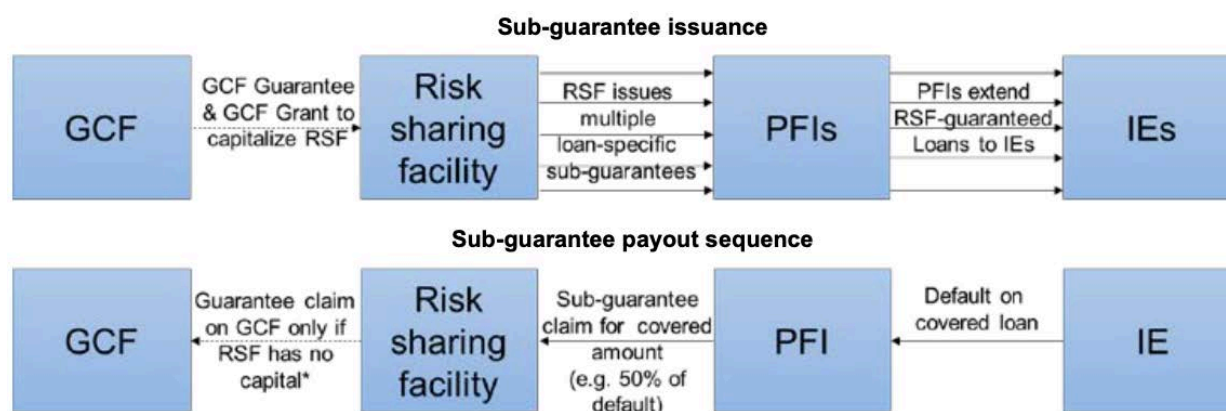 Sub-guarantee issuance
GCF
GCF Guarantee
& GCF Grant to
capitalize RSF
Risk
sharing
facility
RSF issues
multiple
loan-specific
sub-guarantees
PFIs
PFIs extend
RSF-guaranteed
Loans to IEs
IEs
Sub-guarantee payout sequence
GCF
Guarantee claim
on GCF only if
RSF has no
capital*
Risk
sharing
facility
Sub-guarantee
claim for covered
amount
(e.g. 50% of
default)
PFI
Default on
covered loan
IE